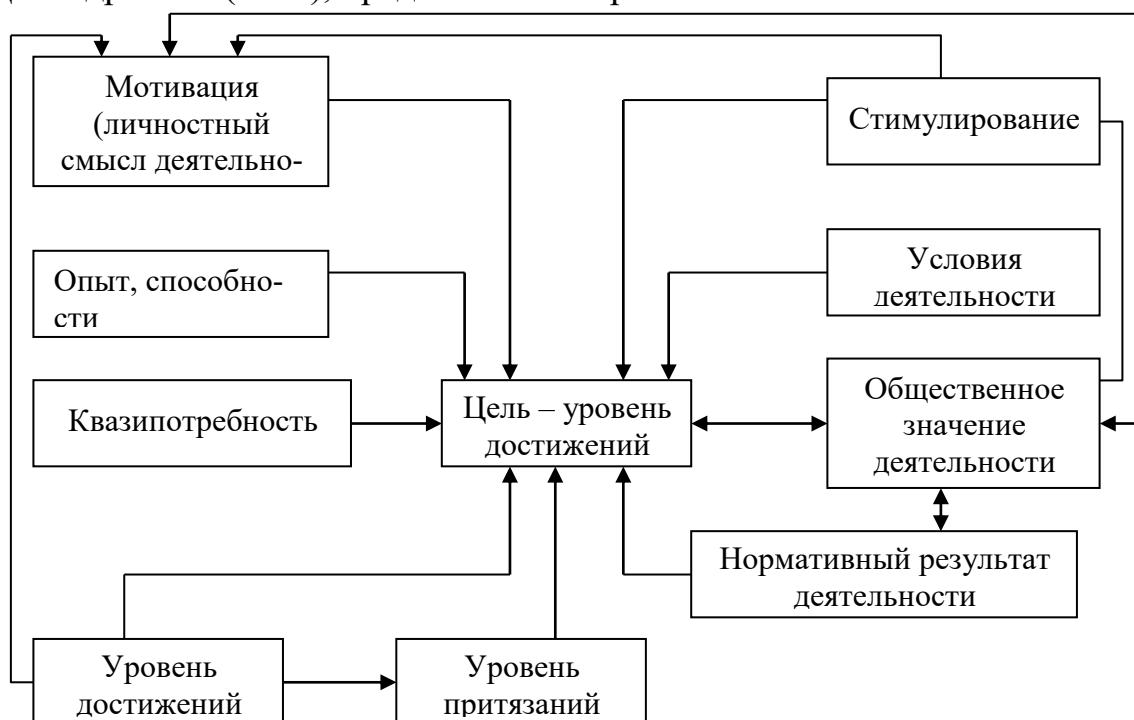 Мотивация
(личностный
смысл деятельно-
Стимулирование
Опыт, способно-
сти
Условия
деятельности
Квазипотребность
Цель – уровень
достижений
Общественное
значение
деятельности
Нормативный результат
деятельности
Уровень
достижений
Уровень
притязаний